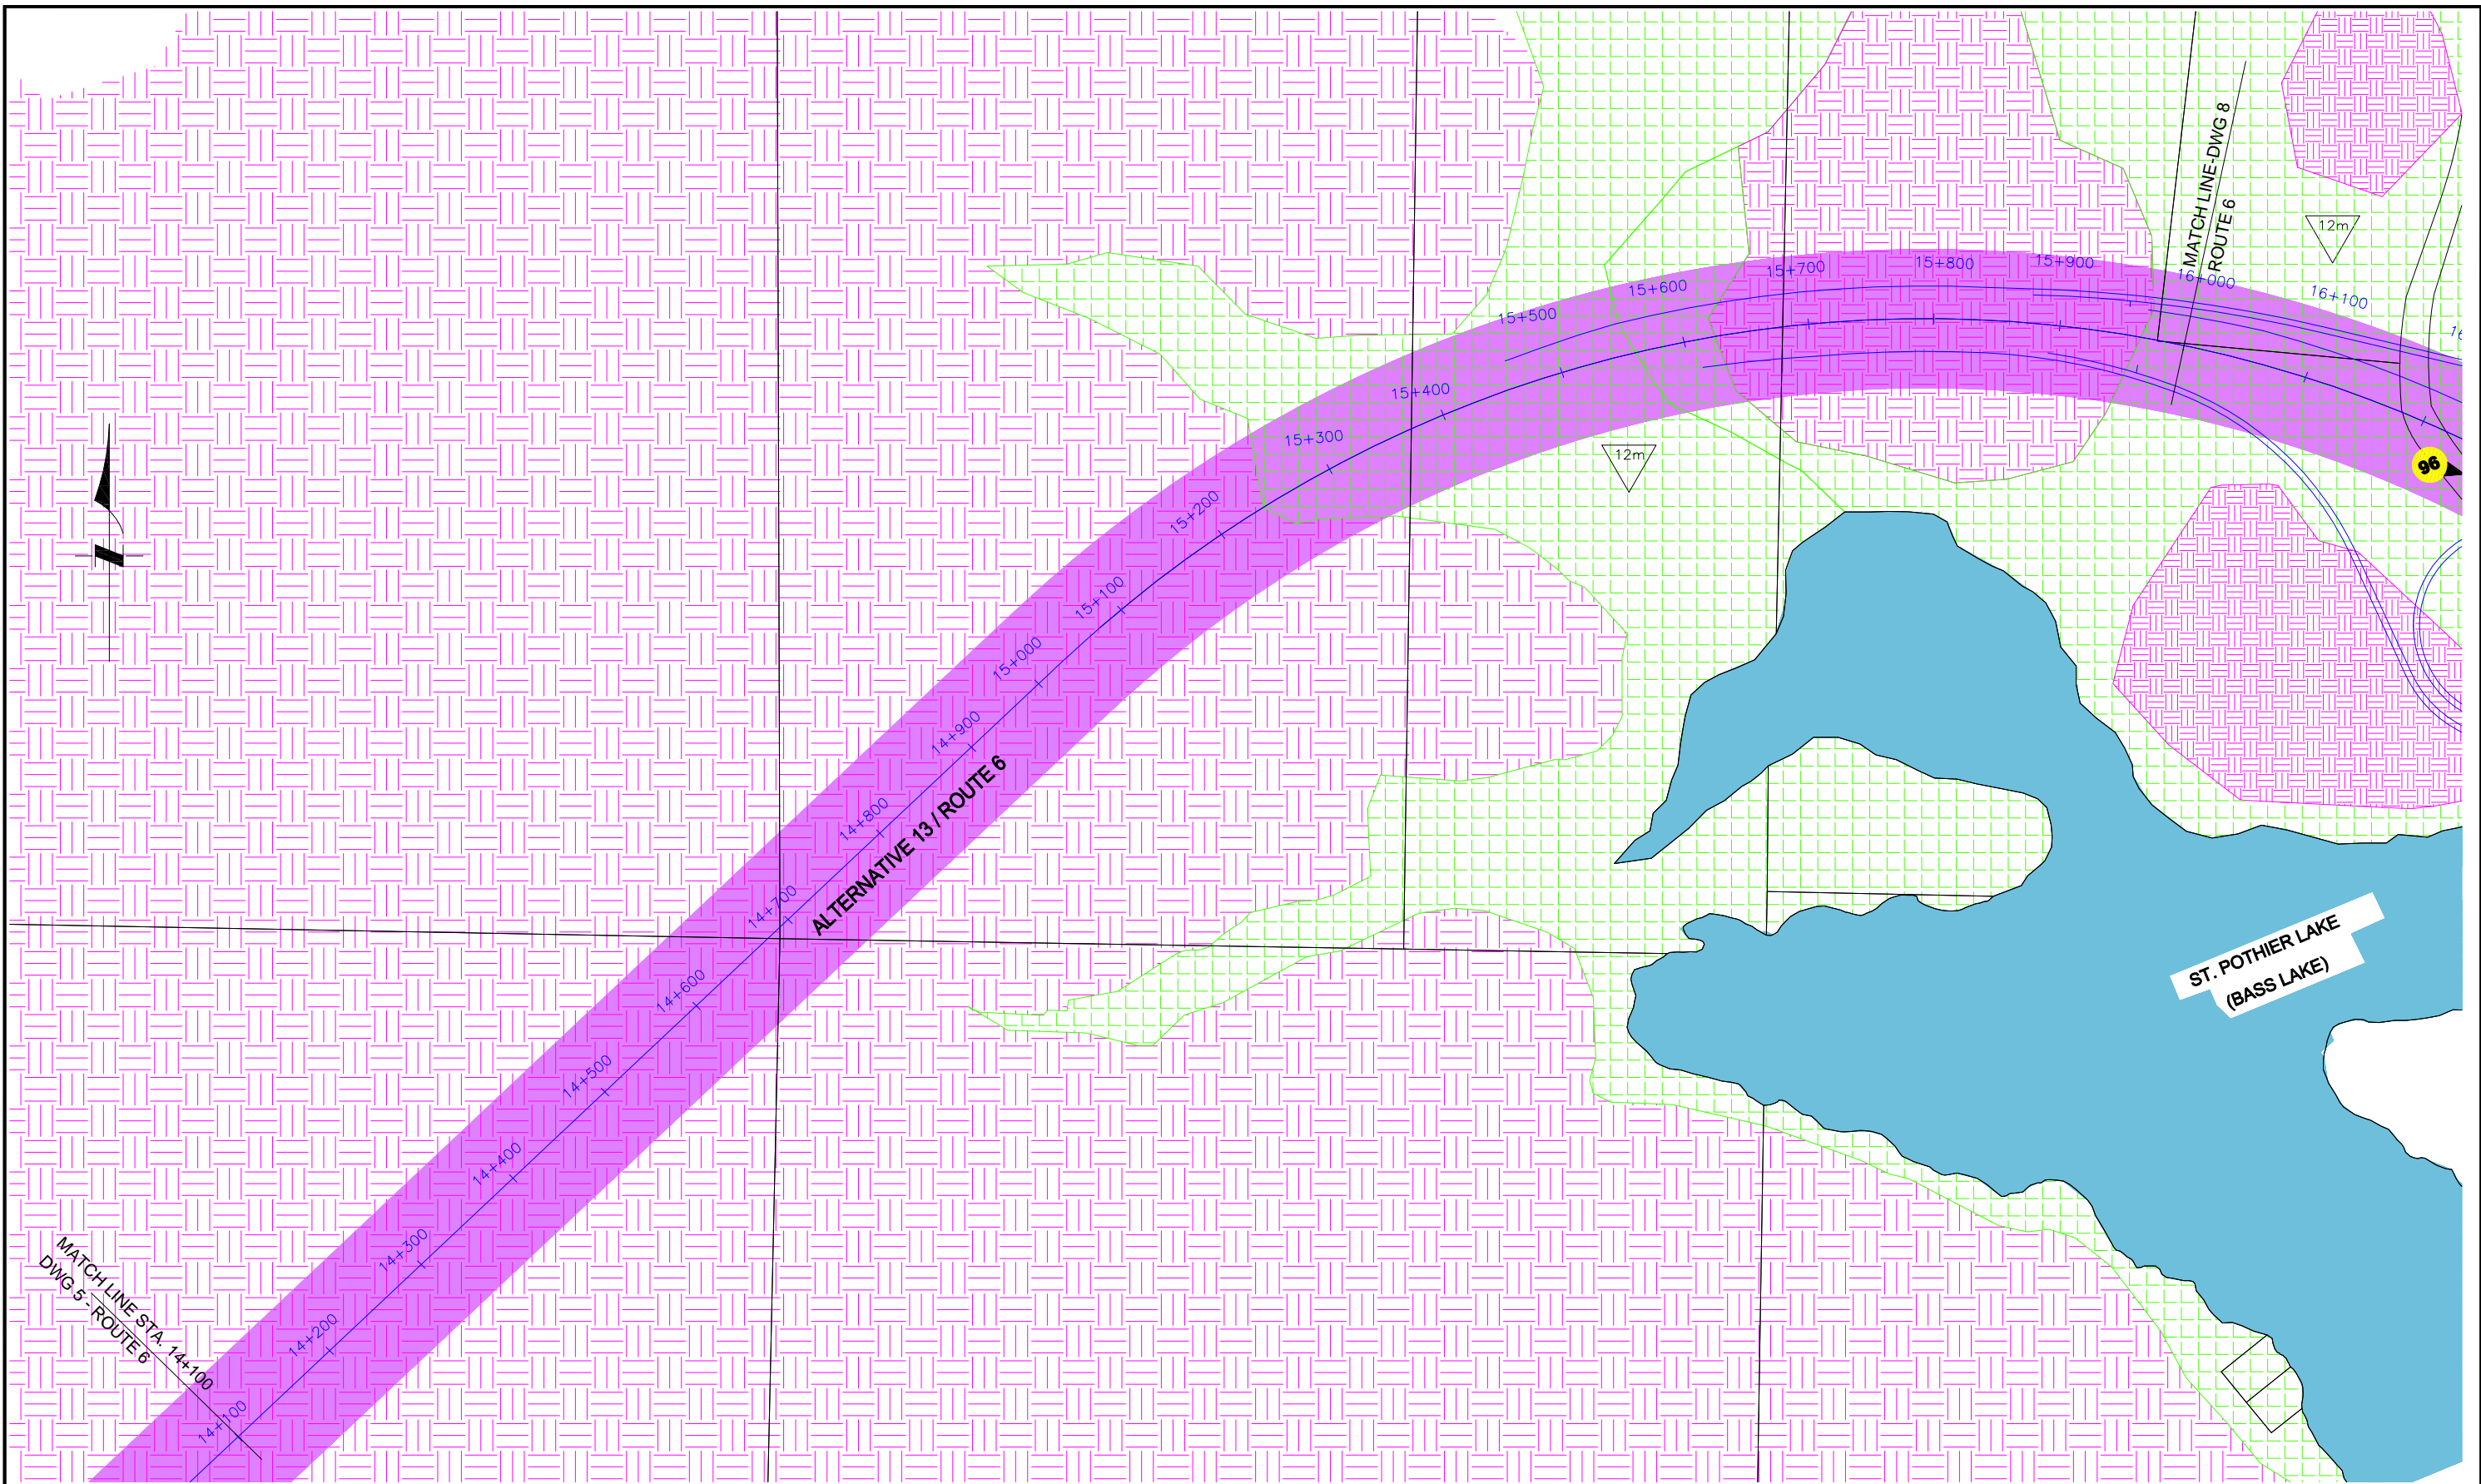 MATCH LINE-DWG 8
ROUTE 6
12m
15+700
15+800
15+900
16+000
15+600
16+100
15+500
15+400
15+300
12m
96
15+200
15+100
15+000
14+900
ALTERNATIVE 13 / ROUTE 6
14+800
14+700
ST. POTHIER LAKE
(BASS LAKE)
14+600
14+500
14+400
14+300
MATCH LINE STA. 14+100
DWG 5 - ROUTE 6
14+200
14+100